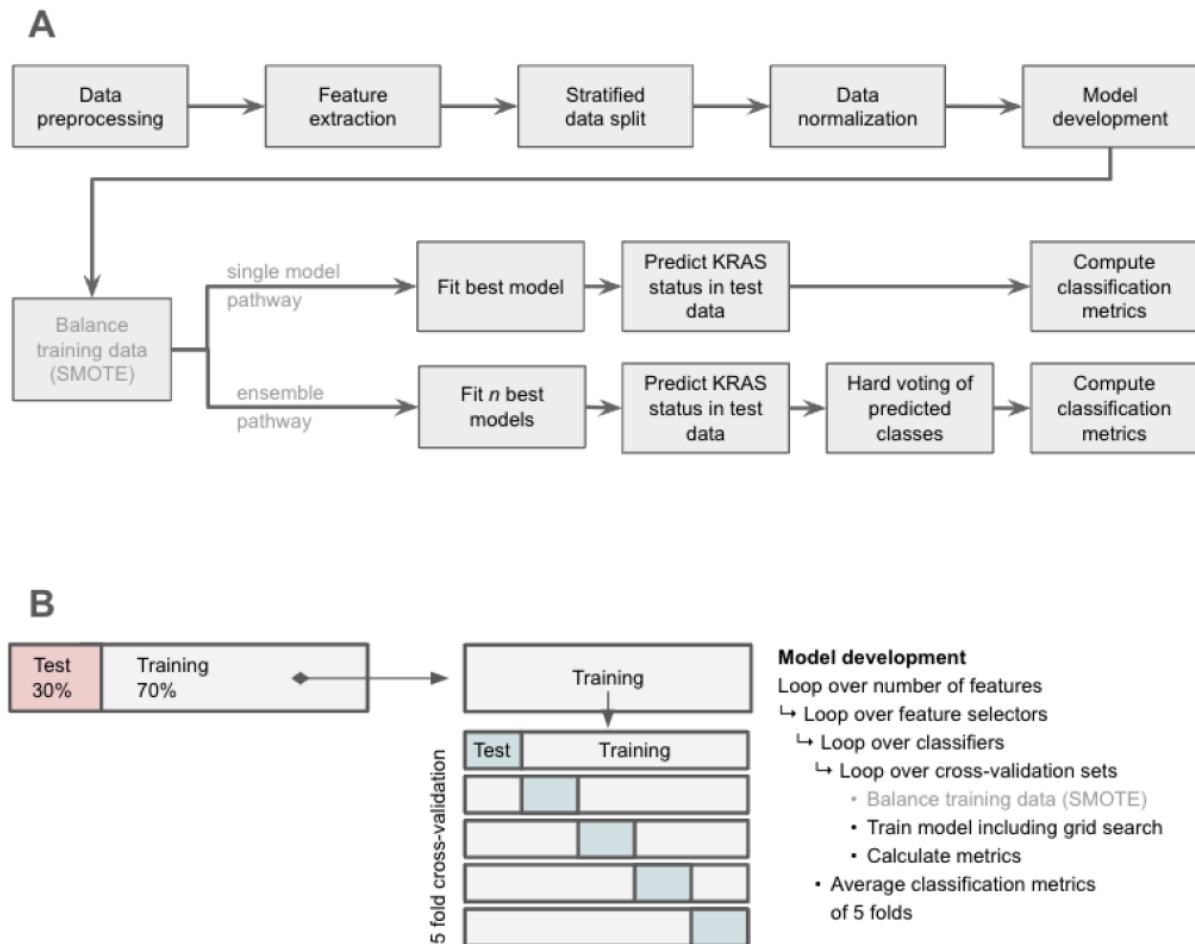 A
Data
preprocessing
Feature
extraction
Stratified
data split
Data
normalization
Model
development
Balance
training data
(SMOTE)
single model
pathway
Fit best model
Predict KRAS
status in test
data
Compute
classification
metrics
ensemble
pathway
Fit n best
models
Predict KRAS
status in test
data
Hard voting of
predicted
classes
Compute
classification
metrics
B
Test
30%
Training
70%
Training
5 fold cross-validation
Test
Training
Model development
Loop over number of features
↳ Loop over feature selectors
↳ Loop over classifiers
↳ Loop over cross-validation sets
• Balance training data (SMOTE)
• Train model including grid search
• Calculate metrics
• Average classification metrics
of 5 folds